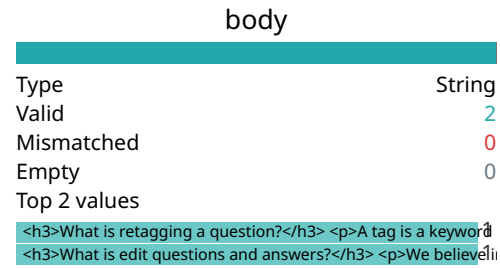 body
Type String
Valid 2
Mismatched 0
Empty 0
Top 2 values
<h3>What is retagging a question?</h3> <p>A tag is a keyword 1
<h3>What is edit questions and answers?</h3> <p>We believe 1